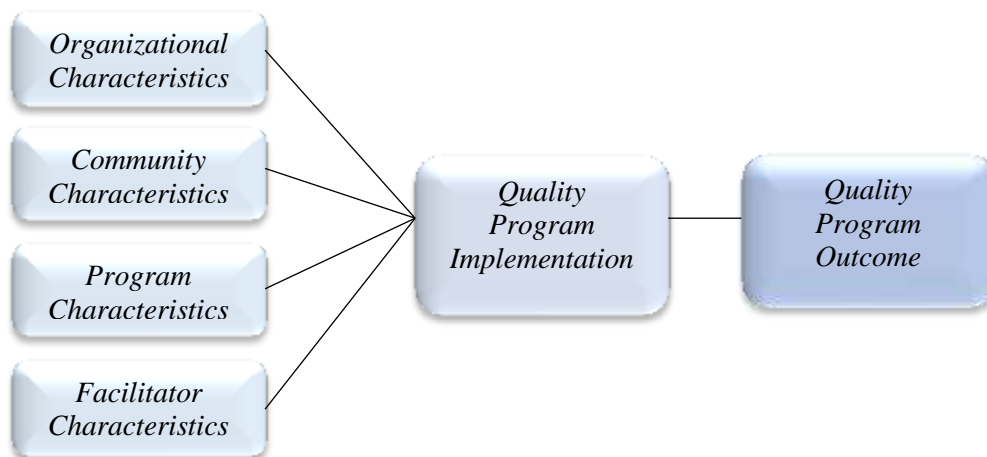 Organizational
Characteristics
Community
Characteristics
Program
Characteristics
Facilitator
Characteristics
Quality
Program
Implementation
Quality
Program
Outcome